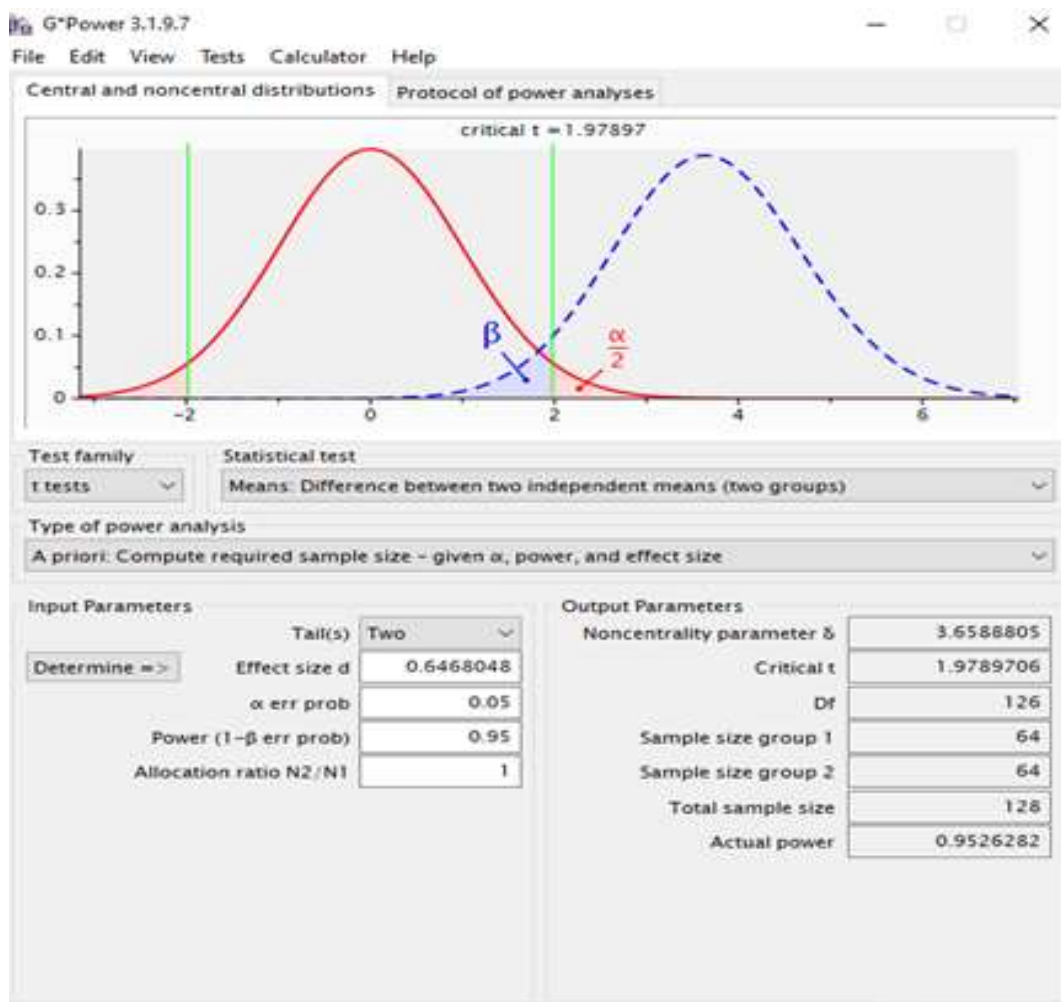 G*Power 3.1.9.7
File Edit View Tests Calculator Help
Central and noncentral distributions Protocol of power analyses
critical t = 1.97897
0.3
0.2
0.1
0
β
α
2
-2 0 2 4 6
Test family Statistical test
t tests Means: Difference between two independent means (two groups)
Type of power analysis
A priori: Compute required sample size - given α, power, and effect size
Input Parameters Output Parameters
Tail(s) Two Noncentrality parameter δ 3.6588805
Determine => Effect size d 0.6468048 Critical t 1.9789706
α err prob 0.05 Df 126
Power (1-β err prob) 0.95 Sample size group 1 64
Allocation ratio N2/N1 1 Sample size group 2 64
Total sample size 128
Actual power 0.9526282